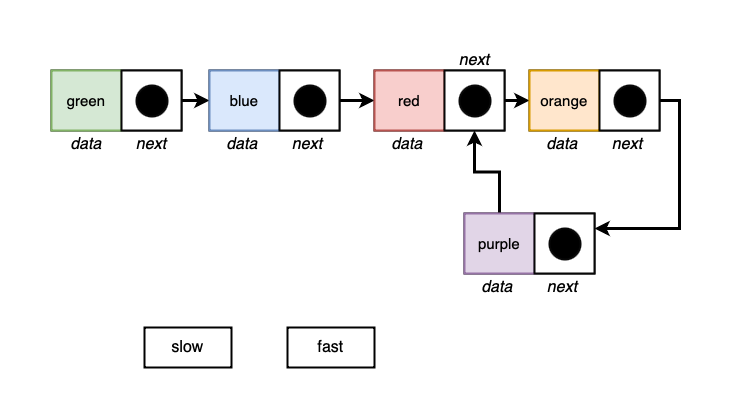 next
green
blue
red
orange
data next
data next
data
data next
purple
data next
slow
fast